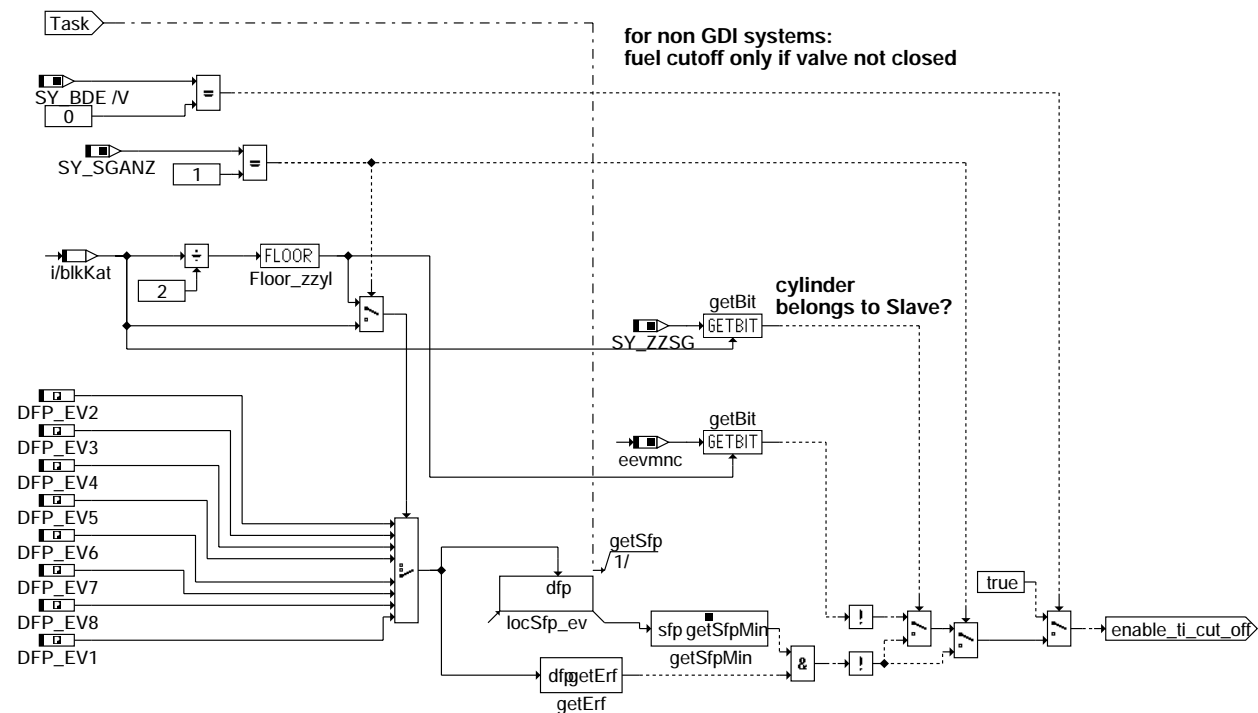 Task
for non GDI systems:
fuel cutoff only if valve not closed
SY_BDE /V
=
0
SY_SGANZ
=
1
i/blkKat
÷
FLOOR
Floor_zzyl
2
cylinder
belongs to Slave?
getBit
GETBIT
SY_ZZSG
DFP_EV2
DFP_EV3
DFP_EV4
DFP_EV5
DFP_EV6
DFP_EV7
DFP_EV8
DFP_EV1
getBit
GETBIT
eevmnc
getSfp
1/
dfp
locSfp_ev
sfp getSfpMin
getSfpMin
dfpgetErf
getErf
&
!
!
true
enable_ti_cut_off